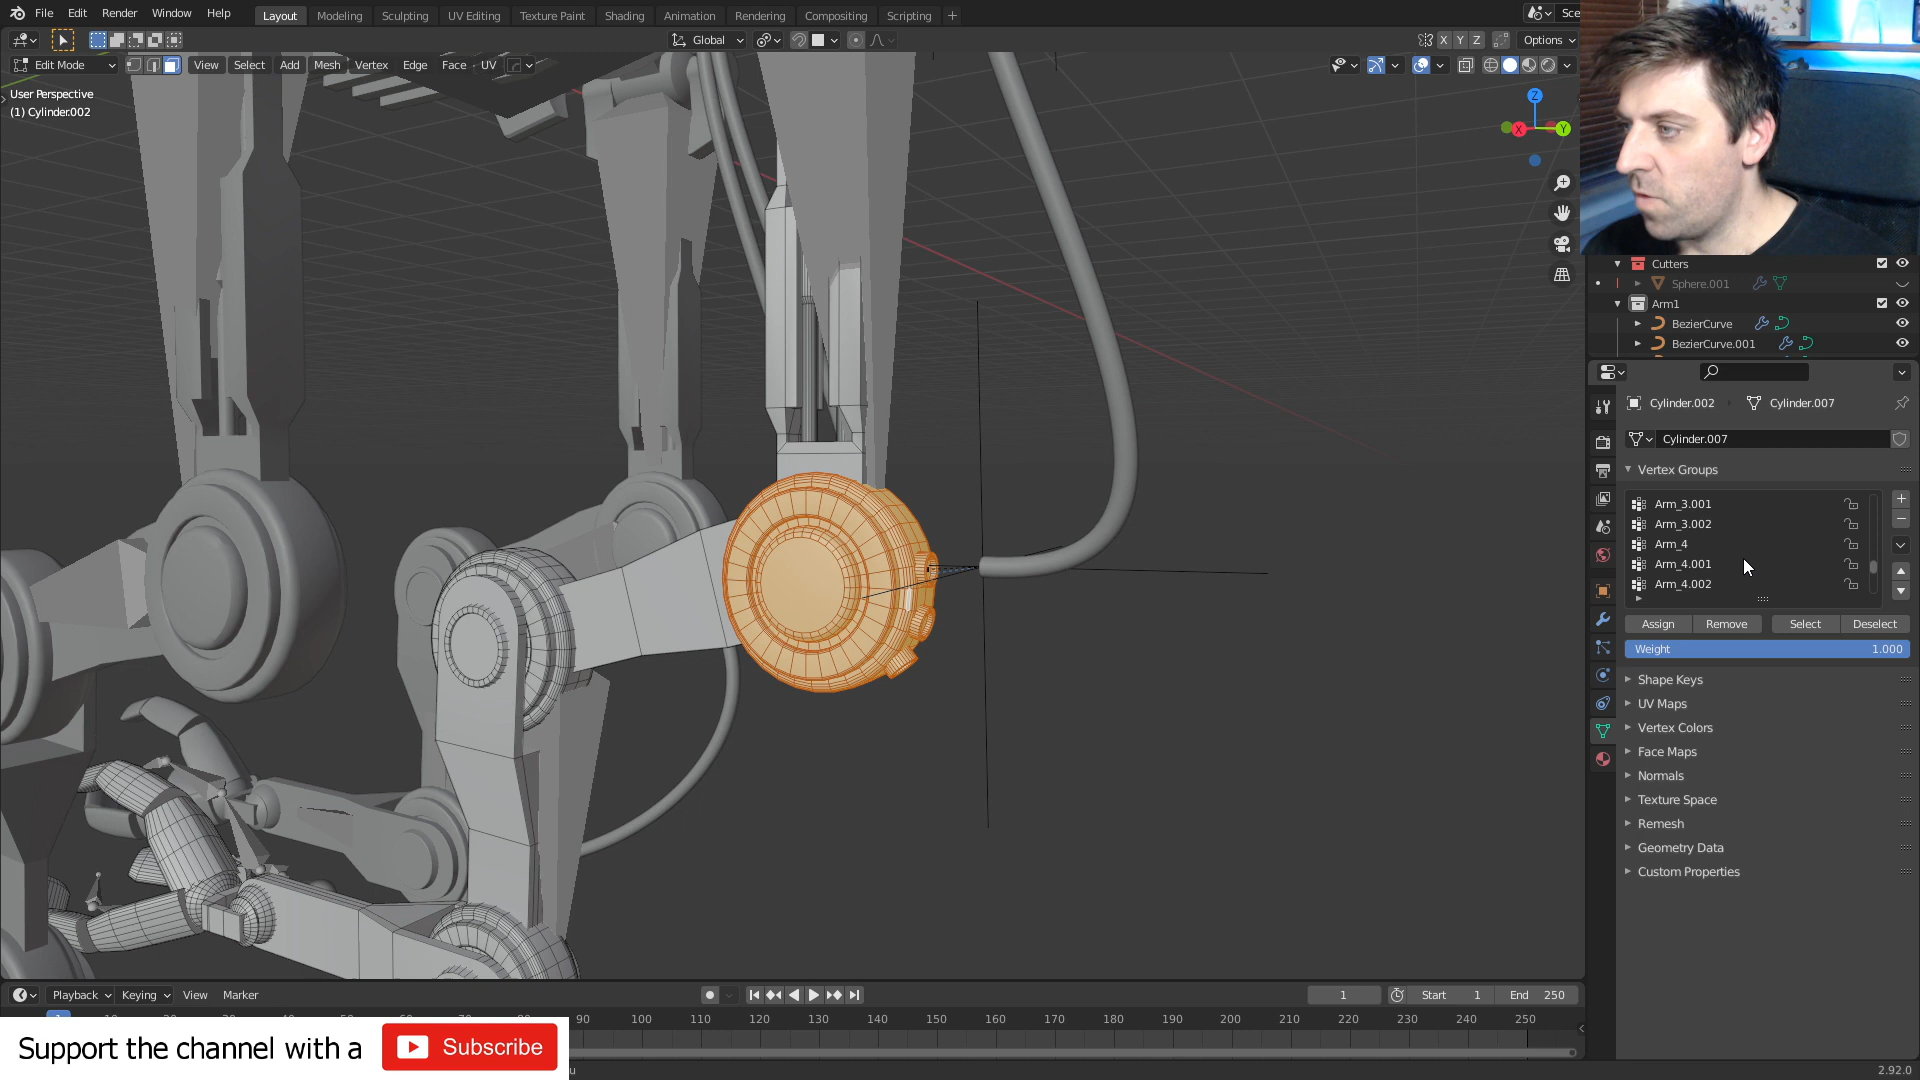 File Edit Render Window Help Layout Modeling Sculpting UV Editing Texture Paint Shading Animation Rendering Compositing Scripting + Sce
Global X Y Z Options
Edit Mode View Select Add Mesh Vertex Edge Face UV
User Perspective
(1) Cylinder.002
Z
X Y
Cutters
Sphere.001
Arm1
BezierCurve
BezierCurve.001
Cylinder.002 Cylinder.007
Cylinder.007
Vertex Groups
Arm_3.001
Arm_3.002
Arm_4
Arm_4.001
Arm_4.002
Assign Remove Select Deselect
Weight 1.000
Shape Keys
UV Maps
Vertex Colors
Face Maps
Normals
Texture Space
Remesh
Geometry Data
Custom Properties
Playback Keying View Marker 1 Start 1 End 250
90 100 110 120 130 140 150 160 170 180 190 200 210 220 230 240 250
Support the channel with a Subscribe
2.92.0